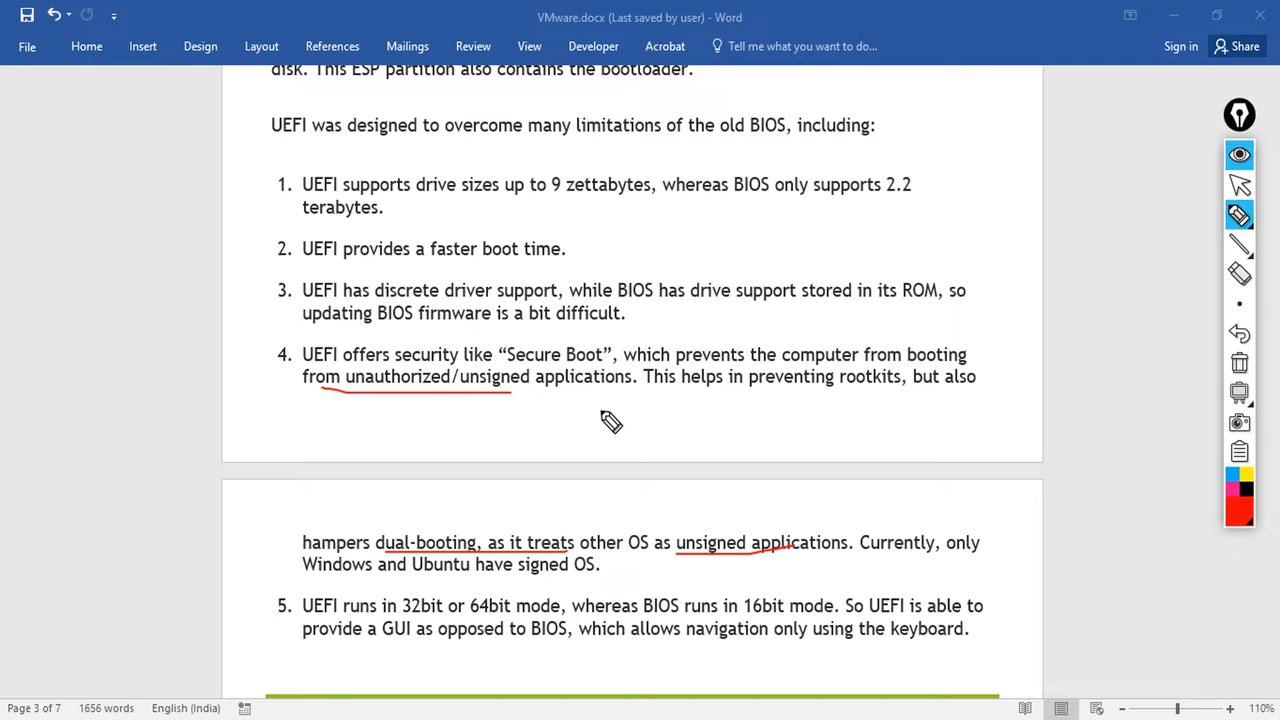 VMware.docx (Last saved by user) - Word
File Home Insert Design Layout References Mailings Review View Developer Acrobat Tell me what you want to do... Sign in Share
disk. This ESP partition also contains the bootloader.
UEFI was designed to overcome many limitations of the old BIOS, including:
1. UEFI supports drive sizes up to 9 zettabytes, whereas BIOS only supports 2.2
terabytes.
2. UEFI provides a faster boot time.
3. UEFI has discrete driver support, while BIOS has drive support stored in its ROM, so
updating BIOS firmware is a bit difficult.
4. UEFI offers security like “Secure Boot”, which prevents the computer from booting
from unauthorized/unsigned applications. This helps in preventing rootkits, but also
hampers dual-booting, as it treats other OS as unsigned applications. Currently, only
Windows and Ubuntu have signed OS.
5. UEFI runs in 32bit or 64bit mode, whereas BIOS runs in 16bit mode. So UEFI is able to
provide a GUI as opposed to BIOS, which allows navigation only using the keyboard.
Page 3 of 7 1656 words English (India) 110%